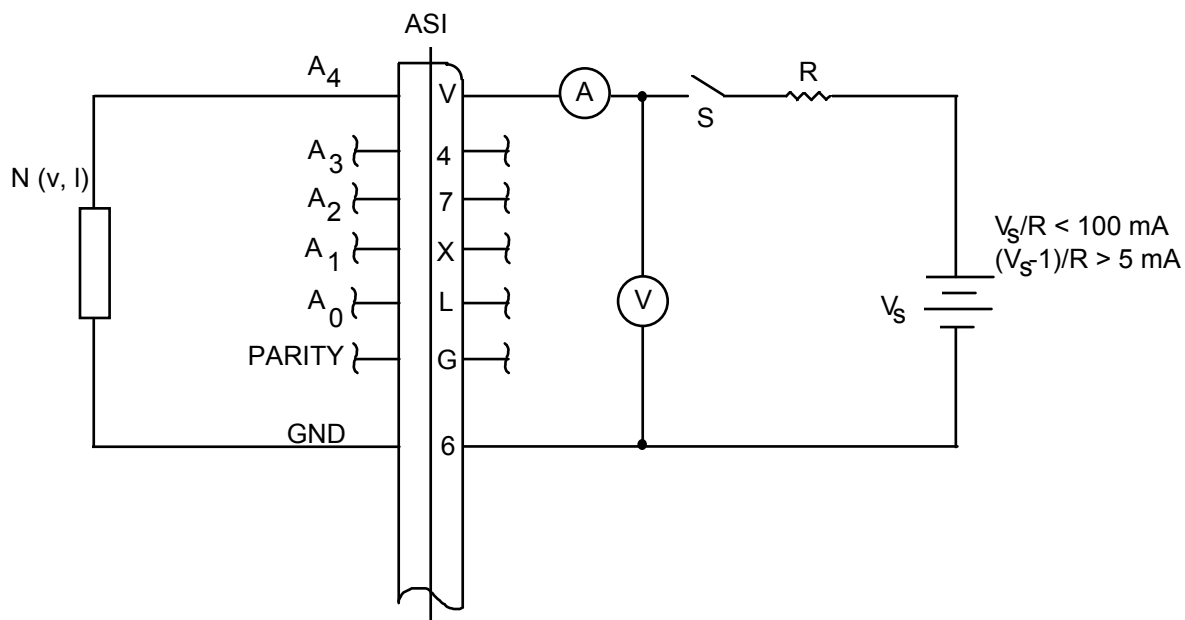 ASI
A4
V
A
S
R
A3
4
N (v, I)
A2
7
A1
X
VS/R < 100 mA
(VS-1)/R > 5 mA
A0
L
V
VS
PARITY
G
GND
6